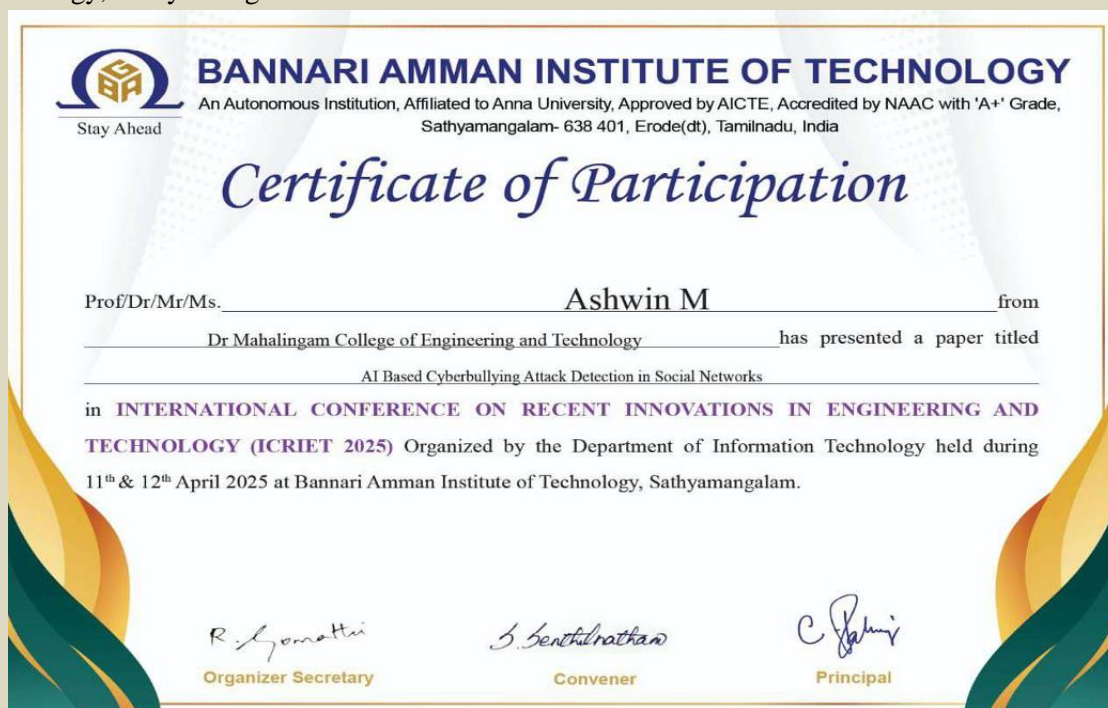 BANNARI AMMAN INSTITUTE OF TECHNOLOGY
An Autonomous Institution, Affiliated to Anna University, Approved by AICTE, Accredited by NAAC with 'A+' Grade,
Sathyamangalam- 638 401, Erode(dt), Tamilnadu, India
Stay Ahead
Certificate of Participation
Prof/Dr/Mr/Ms. Ashwin M from
Dr Mahalingam College of Engineering and Technology has presented a paper titled
AI Based Cyberbullying Attack Detection in Social Networks
in INTERNATIONAL CONFERENCE ON RECENT INNOVATIONS IN ENGINEERING AND
TECHNOLOGY (ICRIET 2025) Organized by the Department of Information Technology held during
11th & 12th April 2025 at Bannari Amman Institute of Technology, Sathyamangalam.
S. Senthilnathan
Organizer Secretary Convener Principal